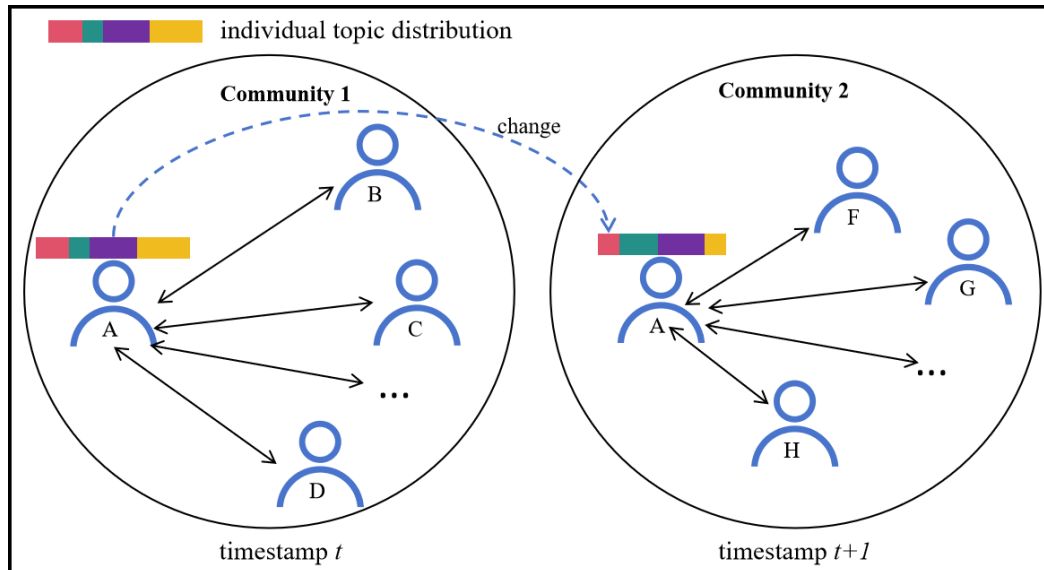 individual topic distribution
Community 1
Community 2
change
B
F
G
A
C
A
...
...
D
H
timestamp t
timestamp t+1